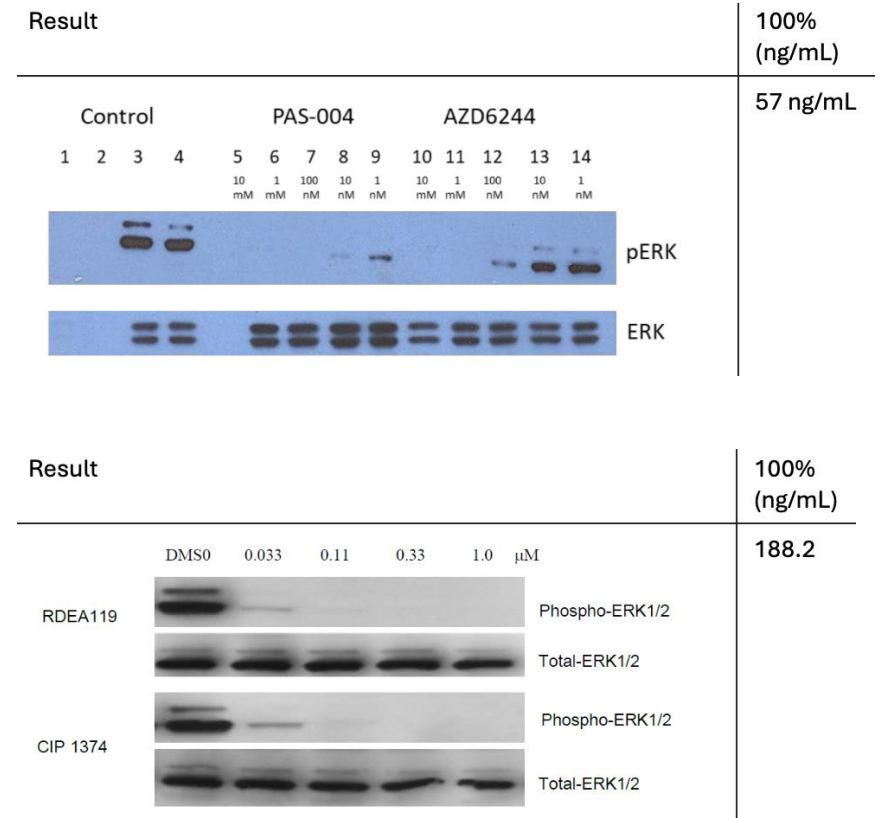 Result
100%
(ng/mL)
57 ng/mL
Control PAS-004 AZD6244
1 2 3 4 5 6 7 8 9 10 11 12 13 14
10 1 100 10 1 10 1 100 10 1
mM mM nM nM nM mM mM nM nM nM
pERK
ERK
Result
100%
(ng/mL)
188.2
DMS0 0.033 0.11 0.33 1.0 μM
RDEA119
Phospho-ERK1/2
Total-ERK1/2
CIP 1374
Phospho-ERK1/2
Total-ERK1/2